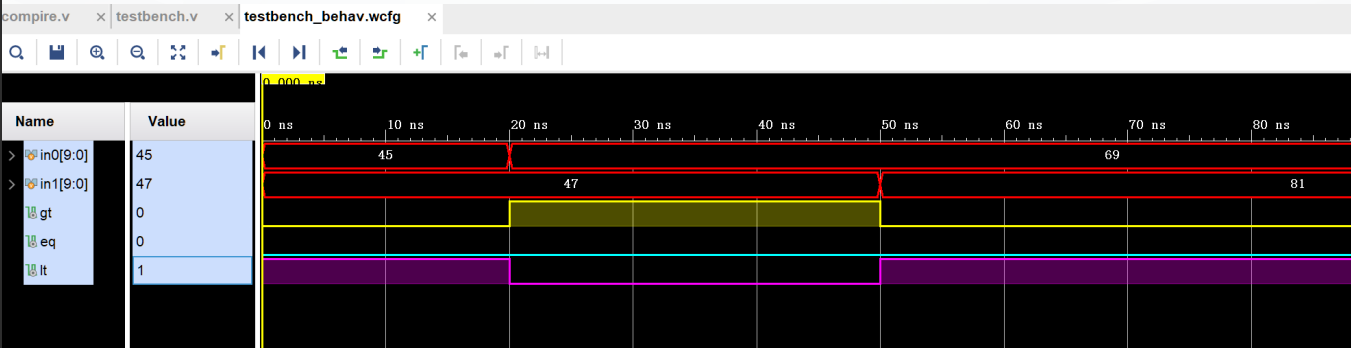 compire.v testbench.v testbench_behav.wcfg
0.000 ns
Name Value
0 ns 10 ns 20 ns 30 ns 40 ns 50 ns 60 ns 70 ns 80 ns
in0[9:0] 45 45 69
in1[9:0] 47 47 81
gt 0
eq 0
lt 1